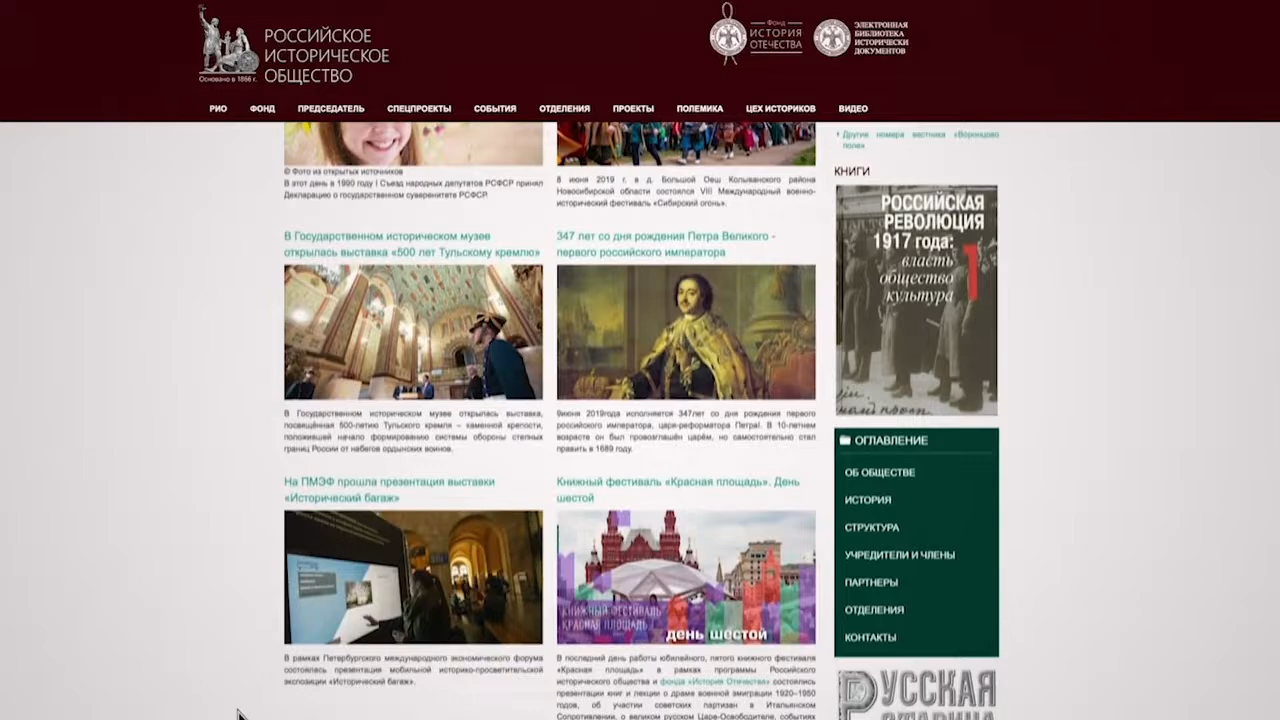 РОССИЙСКОЕ
ИСТОРИЧЕСКОЕ
ОБЩЕСТВО
Основано в 1866 г.
Фонд
ИСТОРИЯ
ОТЕЧЕСТВА
ЭЛЕКТРОННАЯ
БИБЛИОТЕКА
ИСТОРИЧЕСКИХ
ДОКУМЕНТОВ
РИО ФОНД ПРЕДСЕДАТЕЛЬ СПЕЦПРОЕКТЫ СОБЫТИЯ ОТДЕЛЕНИЯ ПРОЕКТЫ ПОЛЕМИКА ЦЕХ ИСТОРИКОВ ВИДЕО
© Фото из открытых источников
В этот день в 1990 году | Съезд народных депутатов РСФСР принял
Декларацию о государственном суверенитете РСФСР.
8 июня 2019 г. в д. Большой Оеш Колыванского района
Новосибирской области состоялся VIII Международный военно-
исторический фестиваль «Сибирский огонь».
В Государственном историческом музее
открылась выставка «500 лет Тульскому кремлю»
В Государственном историческом музее открылась выставка,
посвящённая 500-летию Тульского кремля – каменной крепости,
положившей начало формированию системы обороны степных
границ России от набегов ордынских воинов.
347 лет со дня рождения Петра Великого -
первого российского императора
9июня 2019года исполняется 347лет со дня рождения первого
российского императора, царя-реформатора ПетраI. В 10-летнем
возрасте он был провозглашён царём, но самостоятельно стал
править в 1689 году.
На ПМЭФ прошла презентация выставки
«Исторический багаж»
В рамках Петербургского международного экономического форума
состоялась презентация мобильной историко-просветительской
экспозиции «Исторический багаж».
Книжный фестиваль «Красная площадь». День
шестой
КНИЖНЫЙ ФЕСТИВАЛЬ
КРАСНАЯ ПЛОЩАДЬ
день шестой
В последний день работы юбилейного, пятого книжного фестиваля
«Красная площадь» в рамках программы Российского
исторического общества и фонда «История Отечества» состоялись
презентации книг и лекции о драме военной эмиграции 1920–1950
годов, об участии советских партизан в Итальянском
Сопротивлении, о великом русском Царе-Освободителе, событиях
Другие номера вестника «Воронцово
поле»
КНИГИ
РОССИЙСКАЯ
РЕВОЛЮЦИЯ
1917 года:
власть
общество
культура
1
ОГЛАВЛЕНИЕ
ОБ ОБЩЕСТВЕ
ИСТОРИЯ
СТРУКТУРА
УЧРЕДИТЕЛИ И ЧЛЕНЫ
ПАРТНЕРЫ
ОТДЕЛЕНИЯ
КОНТАКТЫ
РУССКАЯ
СТАРИНА